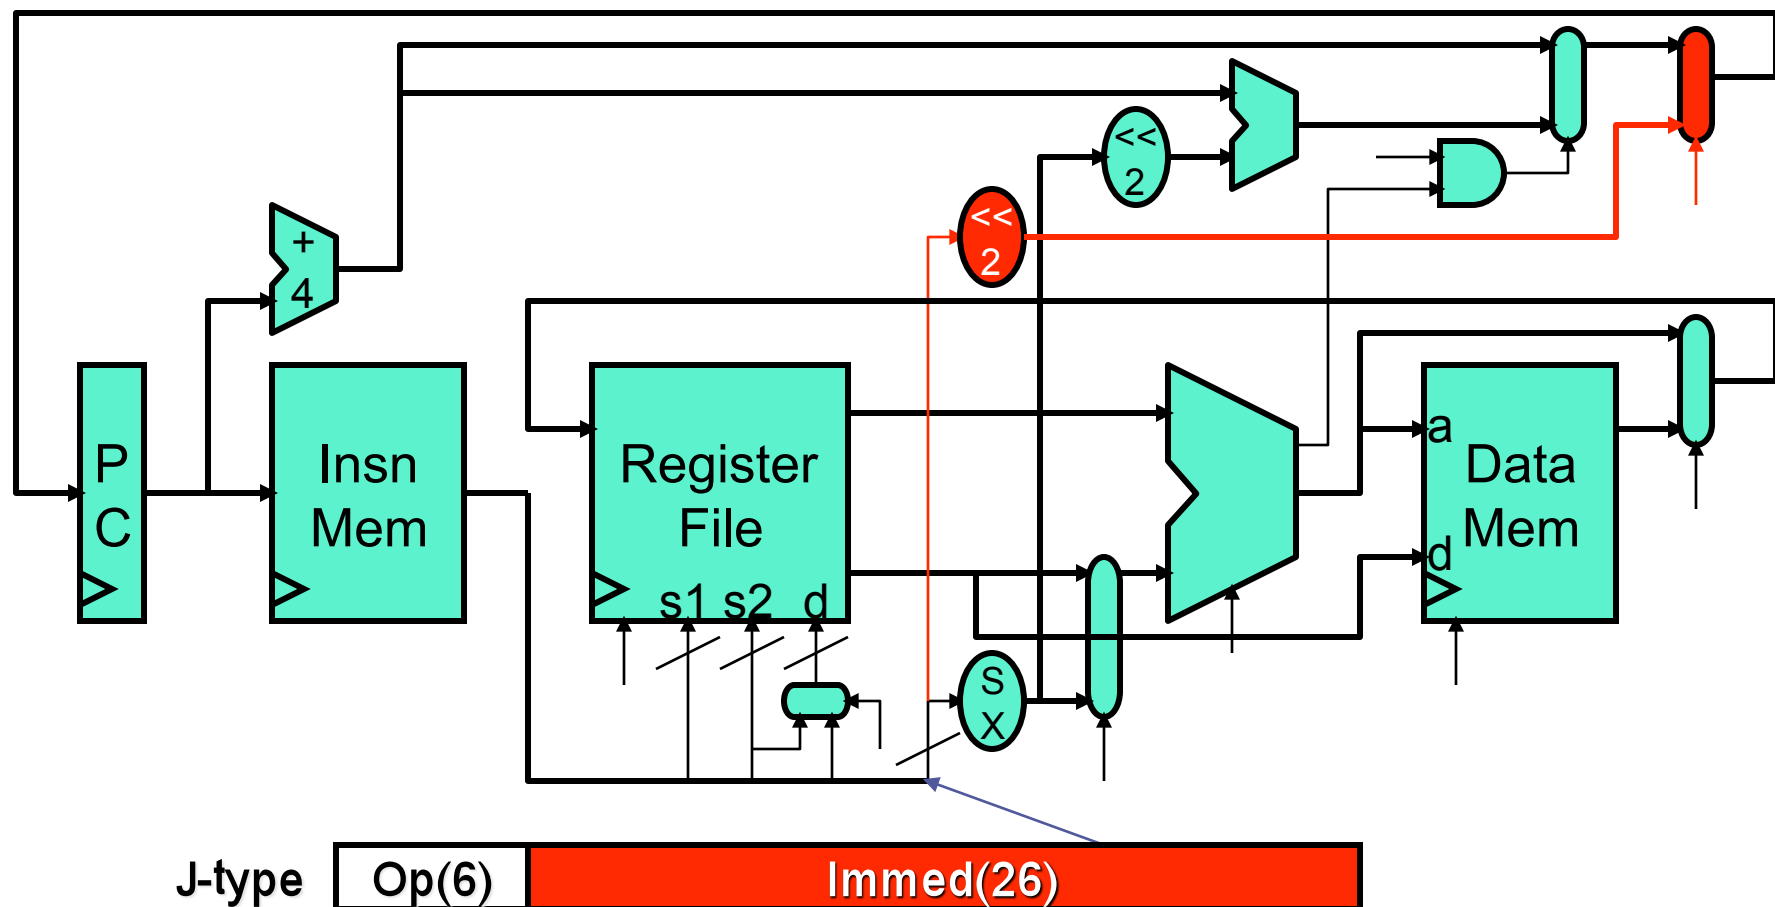 <<
2
<<
2
+
4
P
C
Insn
Mem
Register
File
s1 s2 d
a
d
Data
Mem
S
X
J-type
Op(6)
Immed(26)